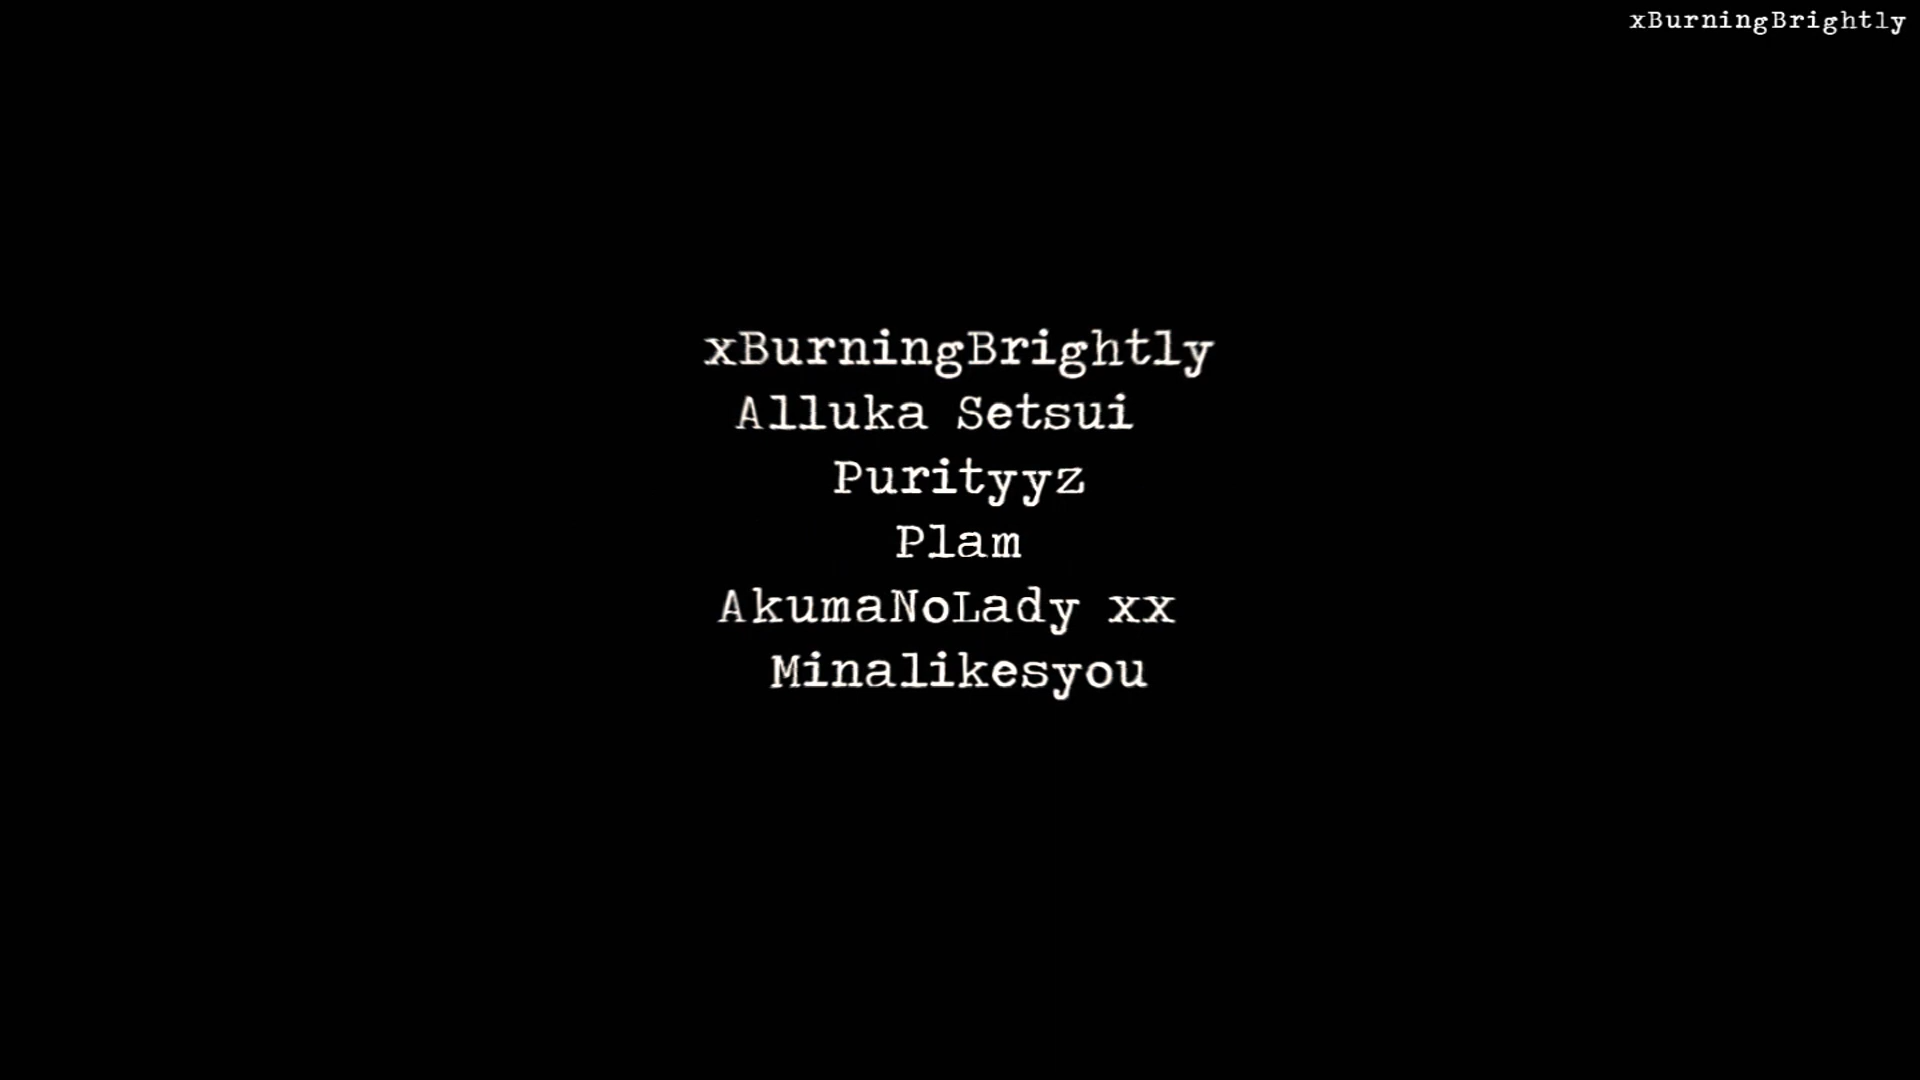 xBurningBrightly
xBurningBrightly
Alluka Setsui
Purityyz
Plam
AkumaNoLady xx
Minalikesyou